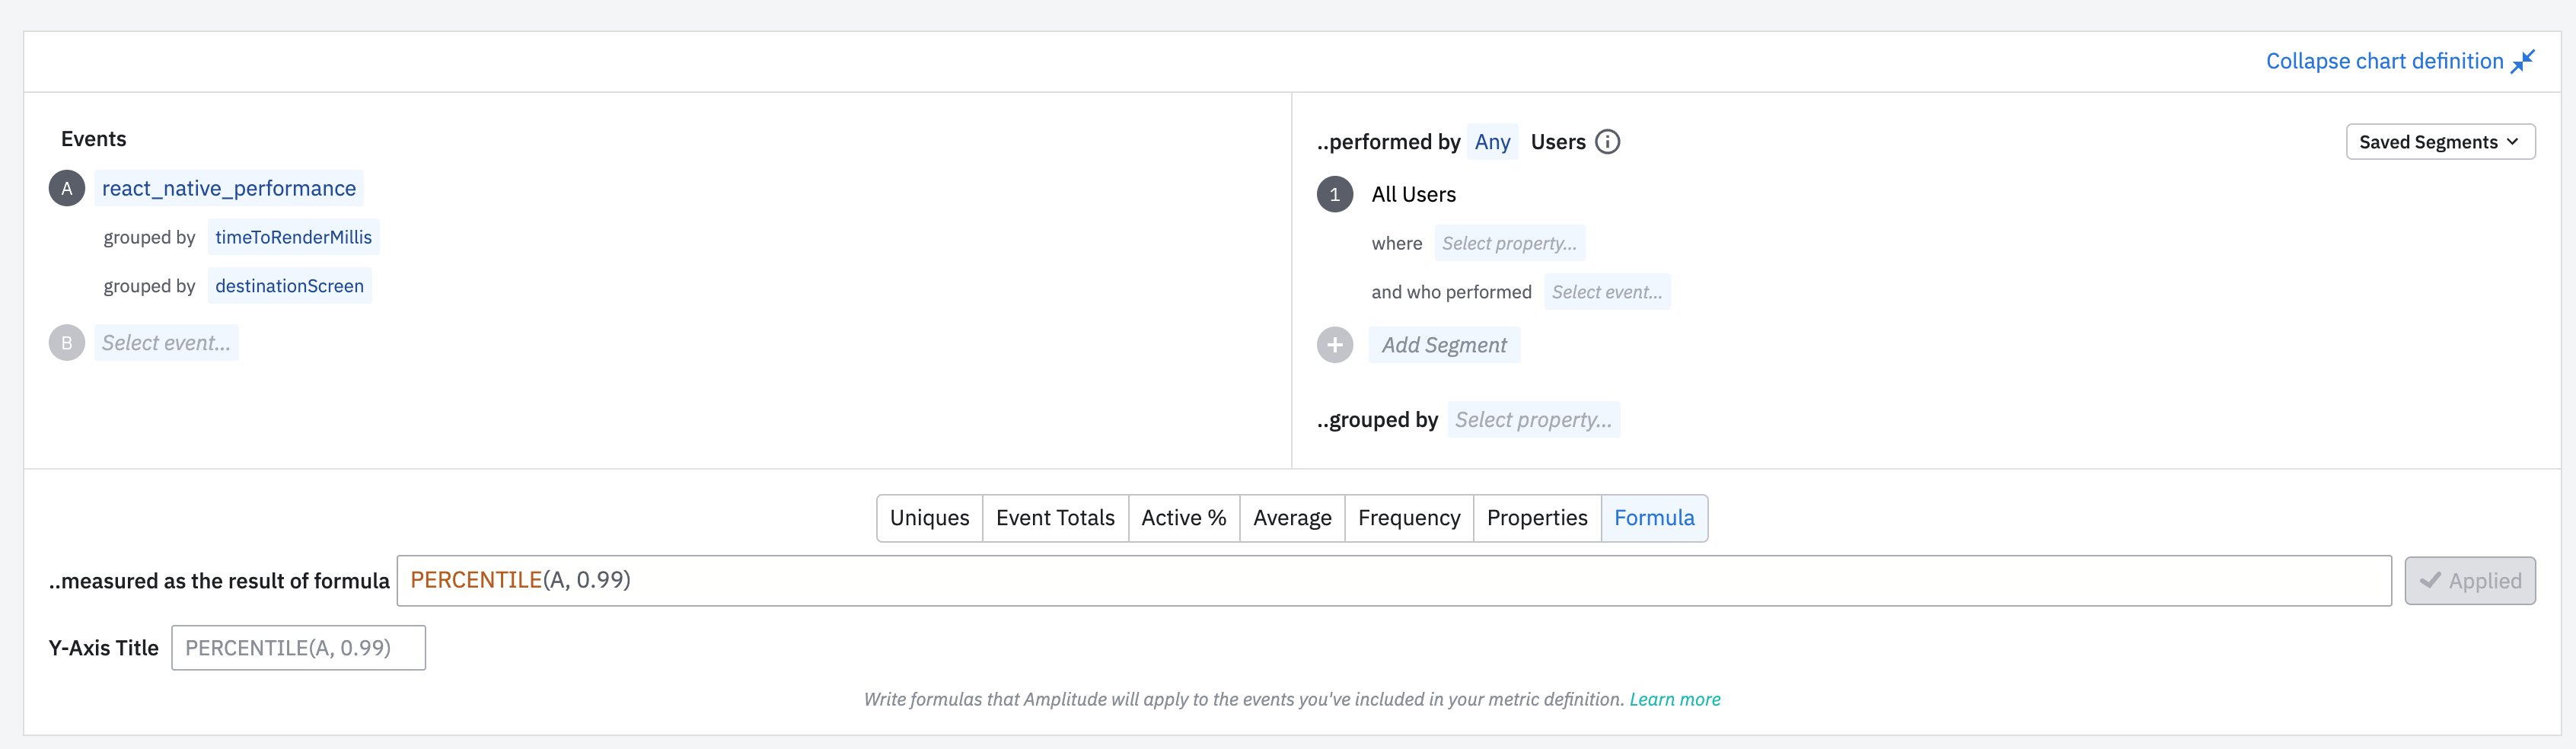 Collapse chart definition
Events
A react_native_performance
grouped by timeToRenderMillis
grouped by destinationScreen
B Select event...
..performed by Any Users
Saved Segments
1 All Users
where Select property...
and who performed Select event...
+ Add Segment
..grouped by Select property...
Uniques Event Totals Active % Average Frequency Properties Formula
..measured as the result of formula PERCENTILE(A, 0.99) Applied
Y-Axis Title PERCENTILE(A, 0.99)
Write formulas that Amplitude will apply to the events you've included in your metric definition. Learn more